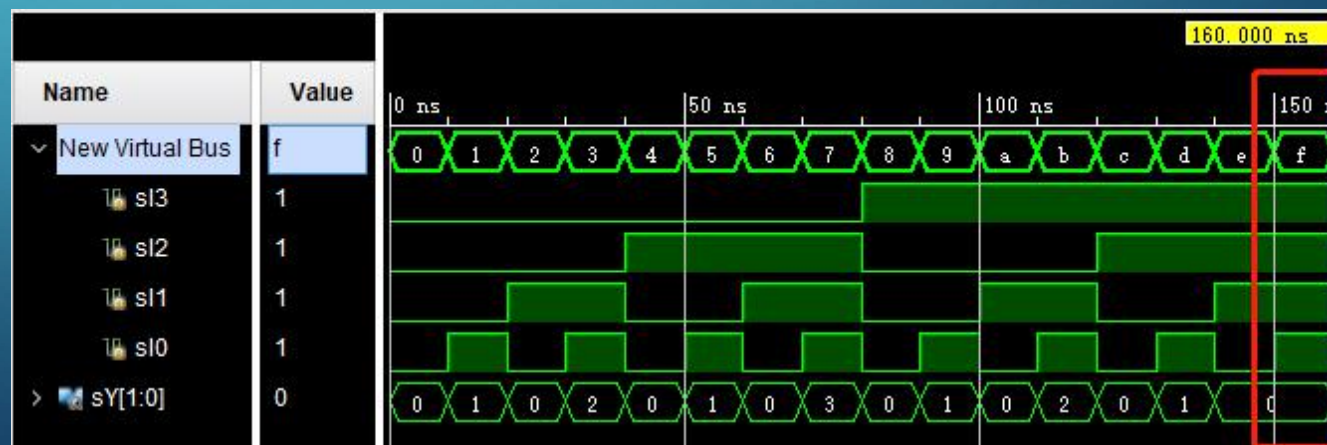 160.000 ns
Name Value
0 ns 50 ns 100 ns 150
New Virtual Bus f 0 1 2 3 4 5 6 7 8 9 a b c d e f
sI3 1
sI2 1
sI1 1
sI0 1
sY[1:0] 0 0 1 0 2 0 1 0 3 0 1 0 2 0 1